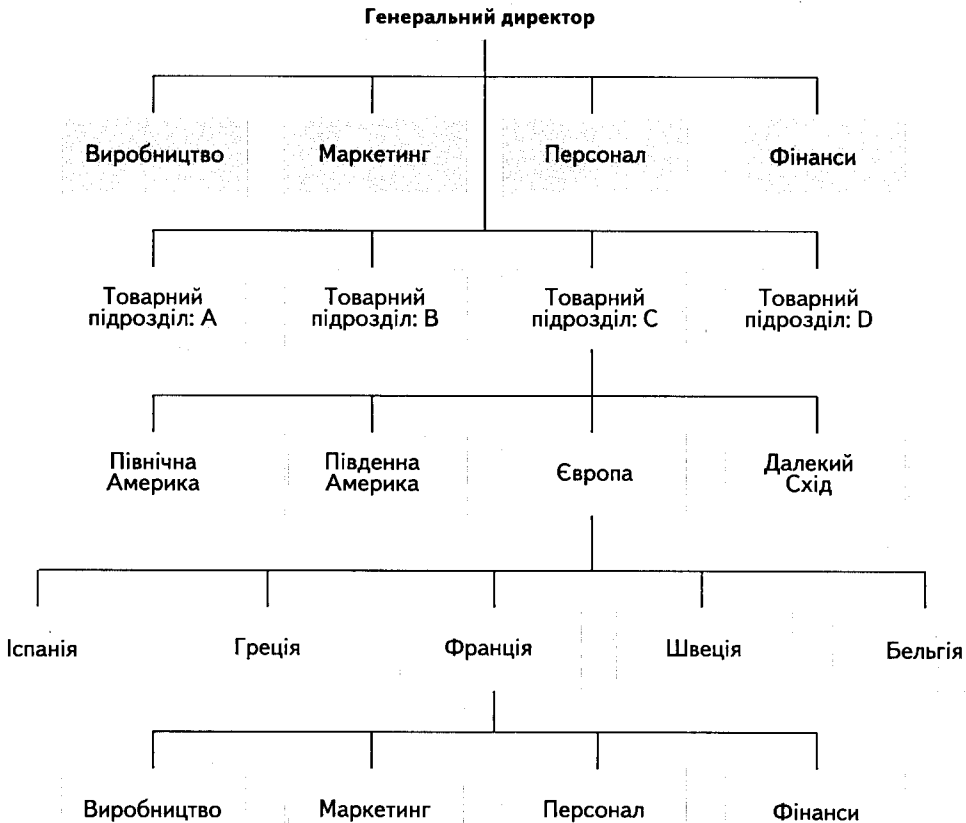 Генеральний директор
Виробництво
Маркетинг
Персонал
Фінанси
Товарний
підрозділ: А
Товарний
підрозділ: В
Товарний
підрозділ: С
Товарний
підрозділ: D
Північна
Америка
Південна
Америка
Європа
Далекий
Схід
Іспанія
Греція
Франція
Швеція
Бельгія
Виробництво
Маркетинг
Персонал
Фінанси